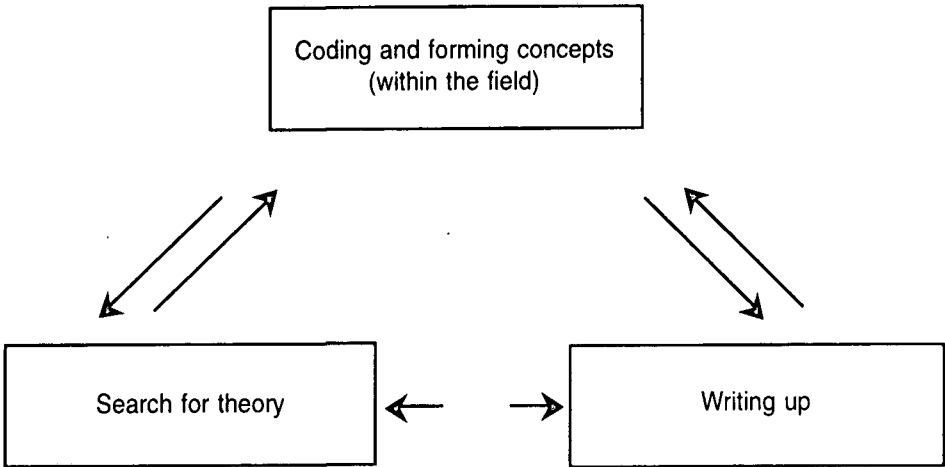 Coding and forming concepts
(within the field)
Search for theory
Writing up